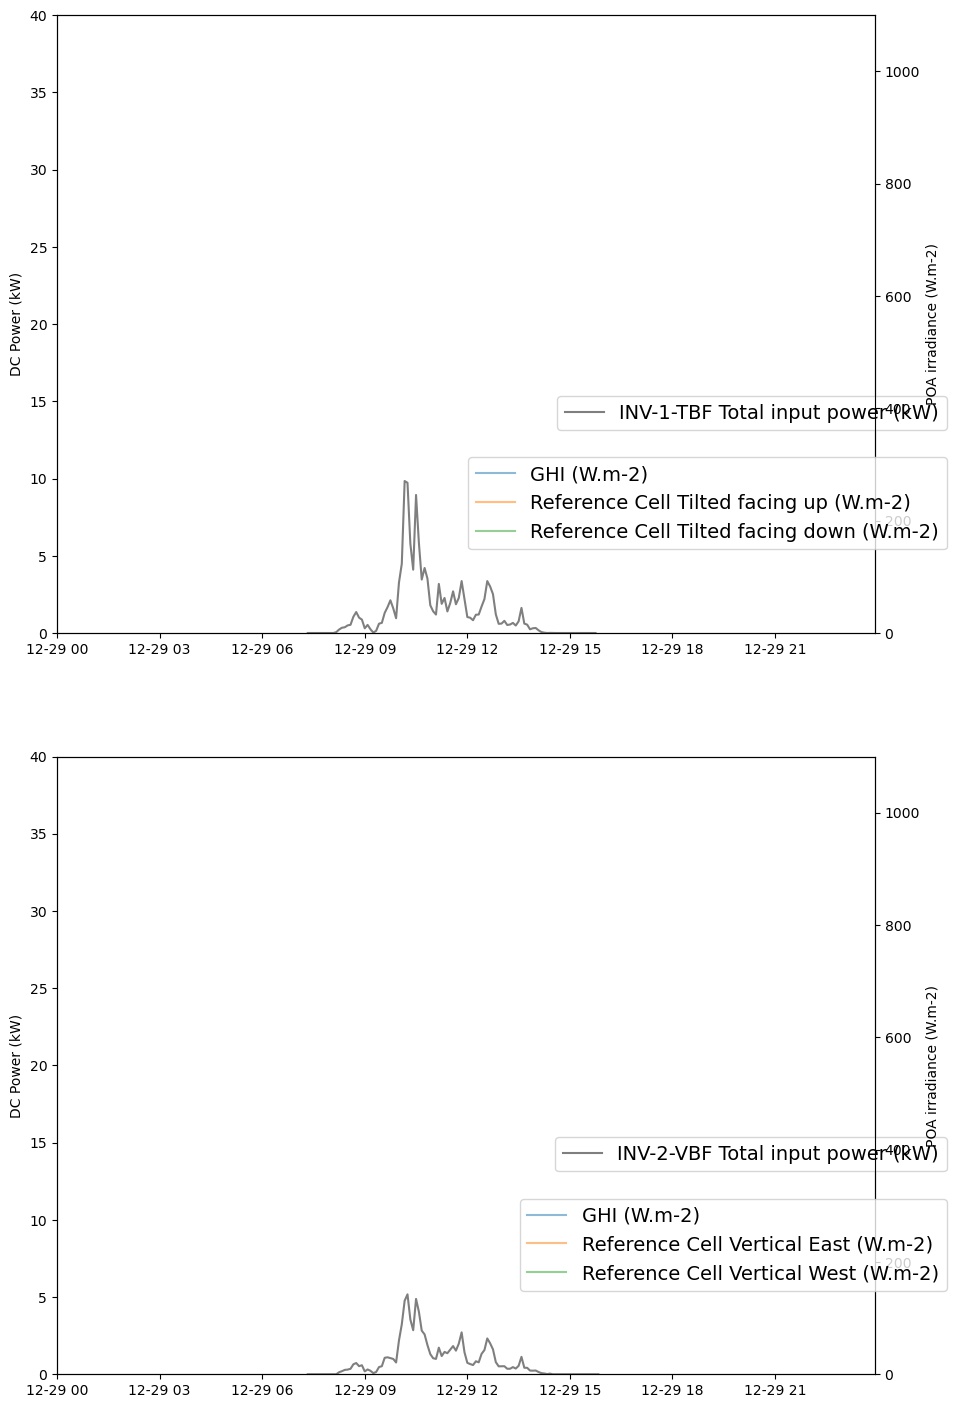 40
35
30
25
20
15
10
5
0
DC Power (kW)
1000
800
600
400
200
0
POA irradiance (W.m-2)
INV-1-TBF Total input power (kW)
GHI (W.m-2)
Reference Cell Tilted facing up (W.m-2)
Reference Cell Tilted facing down (W.m-2)
12-29 00 12-29 03 12-29 06 12-29 09 12-29 12 12-29 15 12-29 18 12-29 21
40
35
30
25
20
15
10
5
0
DC Power (kW)
1000
800
600
400
200
0
POA irradiance (W.m-2)
INV-2-VBF Total input power (kW)
GHI (W.m-2)
Reference Cell Vertical East (W.m-2)
Reference Cell Vertical West (W.m-2)
12-29 00 12-29 03 12-29 06 12-29 09 12-29 12 12-29 15 12-29 18 12-29 21